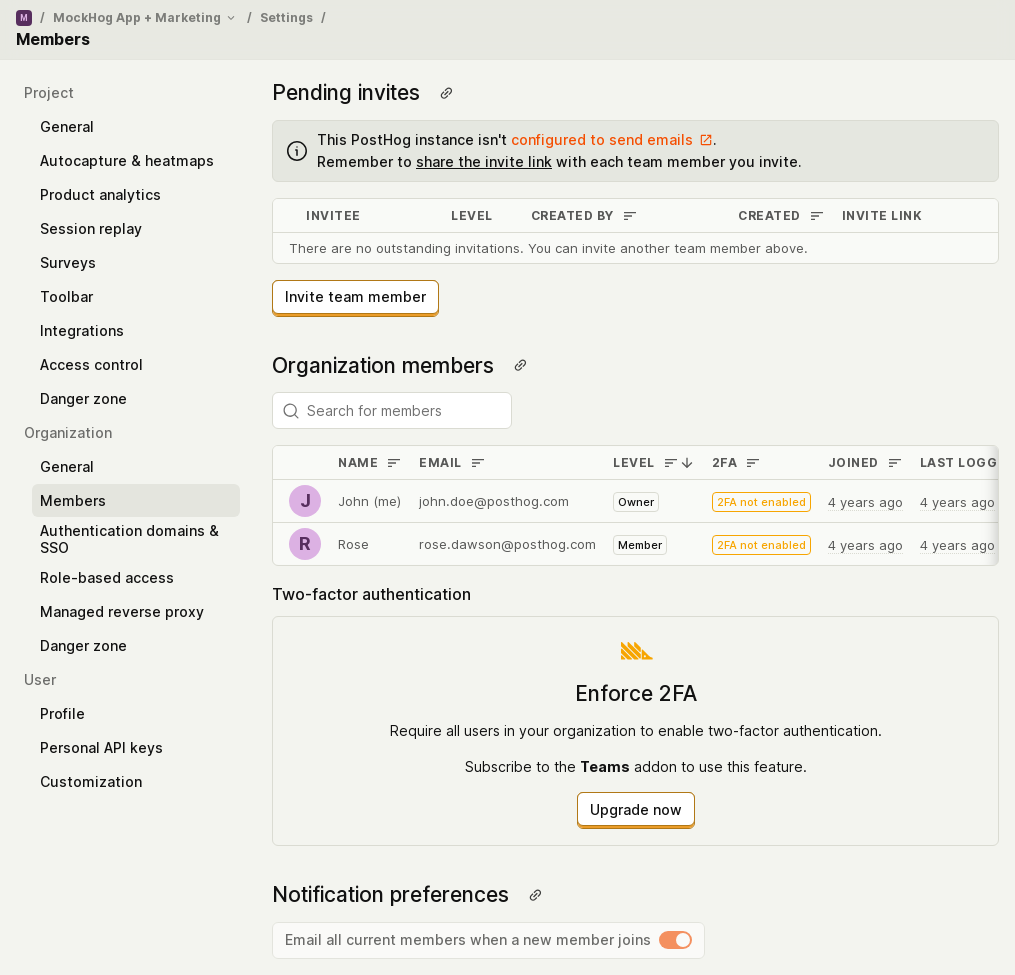 M / MockHog App + Marketing / Settings /
Members
Project
General
Autocapture & heatmaps
Product analytics
Session replay
Surveys
Toolbar
Integrations
Access control
Danger zone
Organization
General
Members
Authentication domains &
SSO
Role-based access
Managed reverse proxy
Danger zone
User
Profile
Personal API keys
Customization
Pending invites
This PostHog instance isn't configured to send emails .
Remember to share the invite link with each team member you invite.
INVITEE LEVEL CREATED BY CREATED INVITE LINK
There are no outstanding invitations. You can invite another team member above.
Invite team member
Organization members
Search for members
NAME EMAIL LEVEL 2FA JOINED LAST LOGG
J John (me) john.doe@posthog.com Owner 2FA not enabled 4 years ago 4 years ago
R Rose rose.dawson@posthog.com Member 2FA not enabled 4 years ago 4 years ago
Two-factor authentication
Enforce 2FA
Require all users in your organization to enable two-factor authentication.
Subscribe to the Teams addon to use this feature.
Upgrade now
Notification preferences
Email all current members when a new member joins